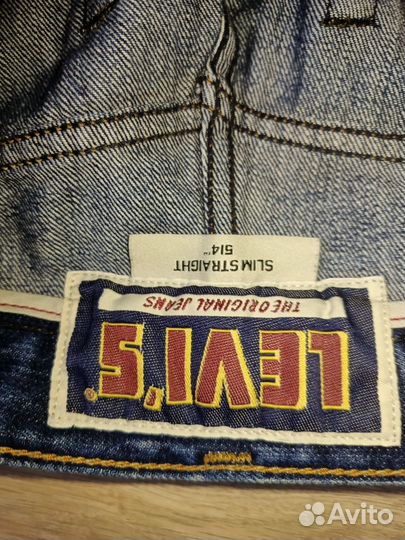 LEVI'S®
THE ORIGINAL JEANS
SLIM STRAIGHT
514™
Avito